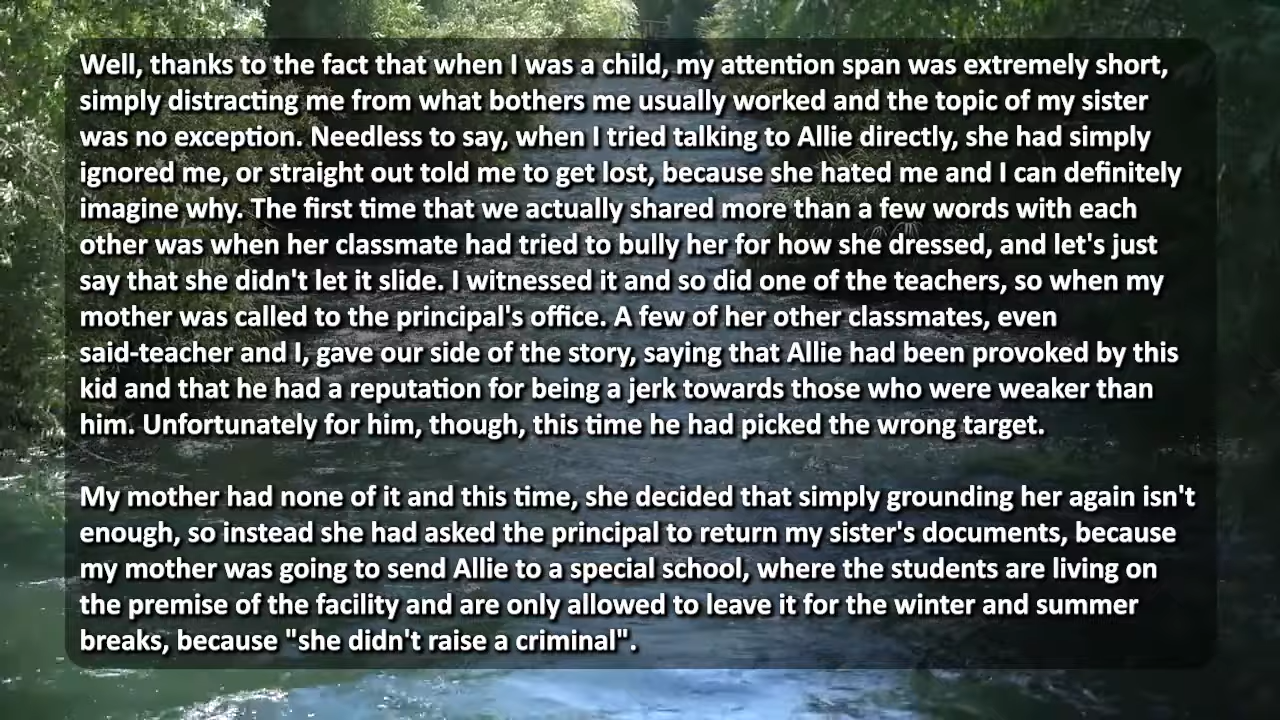 Well, thanks to the fact that when I was a child, my attention span was extremely short,
simply distracting me from what bothers me usually worked and the topic of my sister
was no exception. Needless to say, when I tried talking to Allie directly, she had simply
ignored me, or straight out told me to get lost, because she hated me and I can definitely
imagine why. The first time that we actually shared more than a few words with each
other was when her classmate had tried to bully her for how she dressed, and let's just
say that she didn't let it slide. I witnessed it and so did one of the teachers, so when my
mother was called to the principal's office. A few of her other classmates, even
said-teacher and I, gave our side of the story, saying that Allie had been provoked by this
kid and that he had a reputation for being a jerk towards those who were weaker than
him. Unfortunately for him, though, this time he had picked the wrong target.
My mother had none of it and this time, she decided that simply grounding her again isn't
enough, so instead she had asked the principal to return my sister's documents, because
my mother was going to send Allie to a special school, where the students are living on
the premise of the facility and are only allowed to leave it for the winter and summer
breaks, because "she didn't raise a criminal".